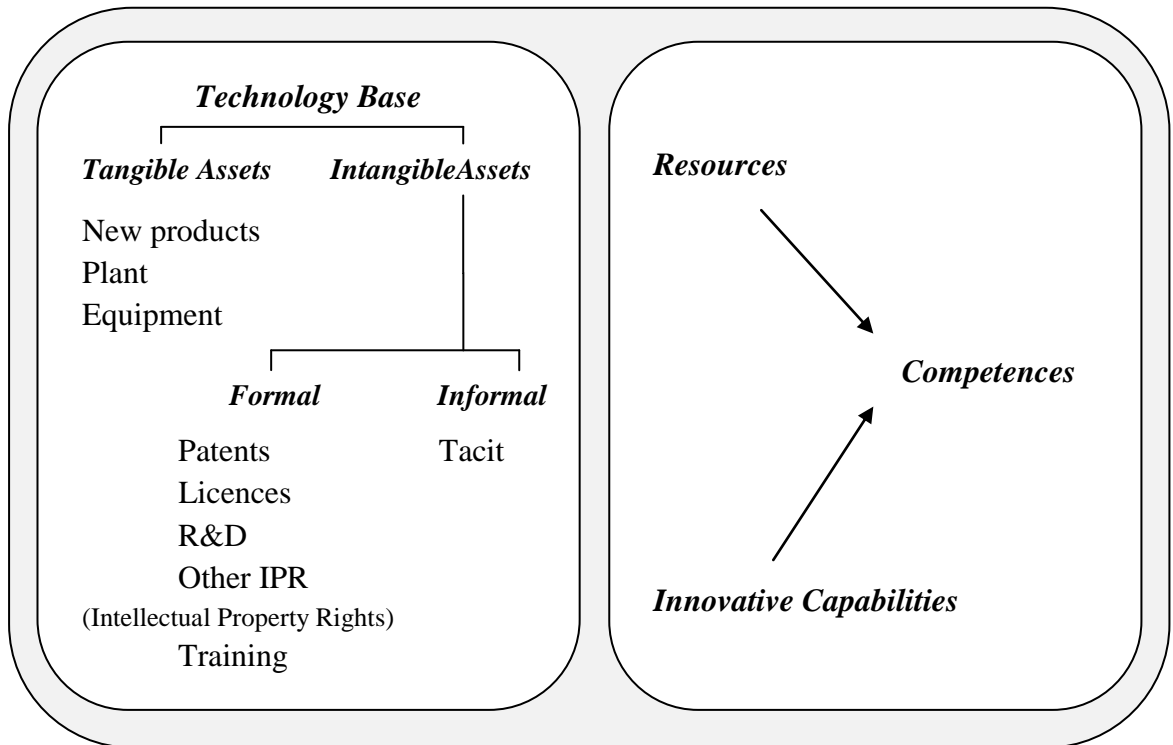 Technology Base
Tangible Assets
IntangibleAssets
New products
Plant
Equipment
Formal
Informal
Patents
Tacit
Licences
R&D
Other IPR
(Intellectual Property Rights)
Training
Resources
Competences
Innovative Capabilities